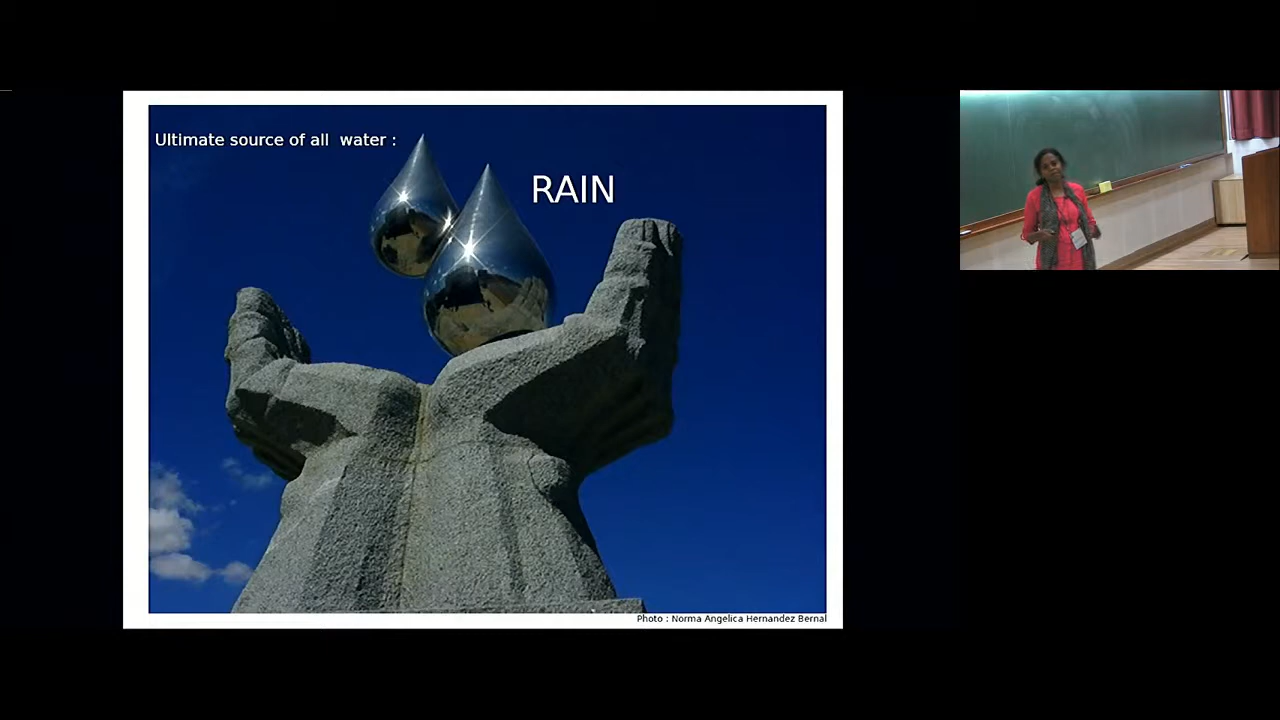 Ultimate source of all water :
RAIN
Photo : Norma Angelica Hernandez Bernal